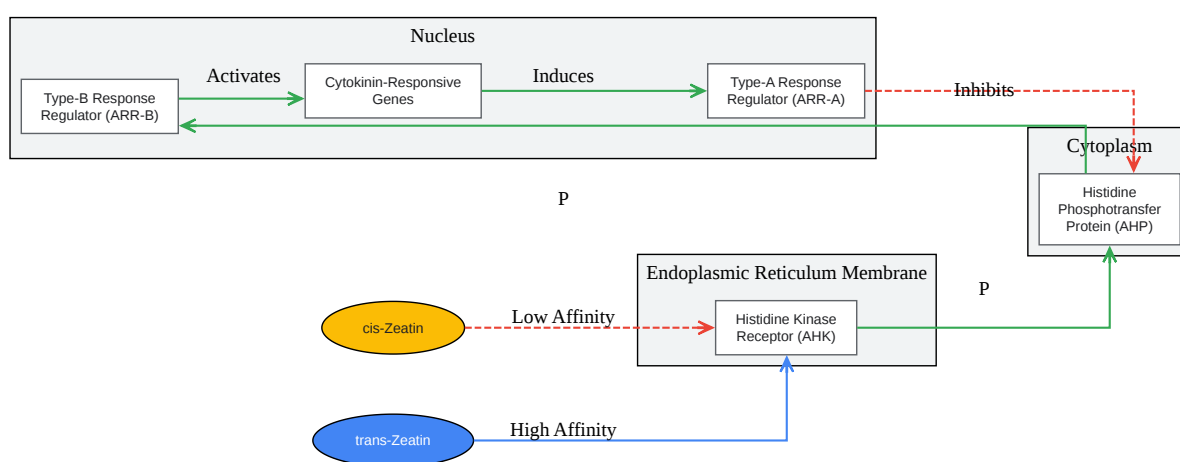 Nucleus
Activates
Induces
Type-B Response
Regulator (ARR-B)
Cytokinin-Responsive
Genes
Type-A Response
Regulator (ARR-A)
Inhibits
Cytoplasm
P
Histidine
Phosphotransfer
Protein (AHP)
Endoplasmic Reticulum Membrane
P
cis-Zeatin
Low Affinity
Histidine Kinase
Receptor (AHK)
trans-Zeatin
High Affinity